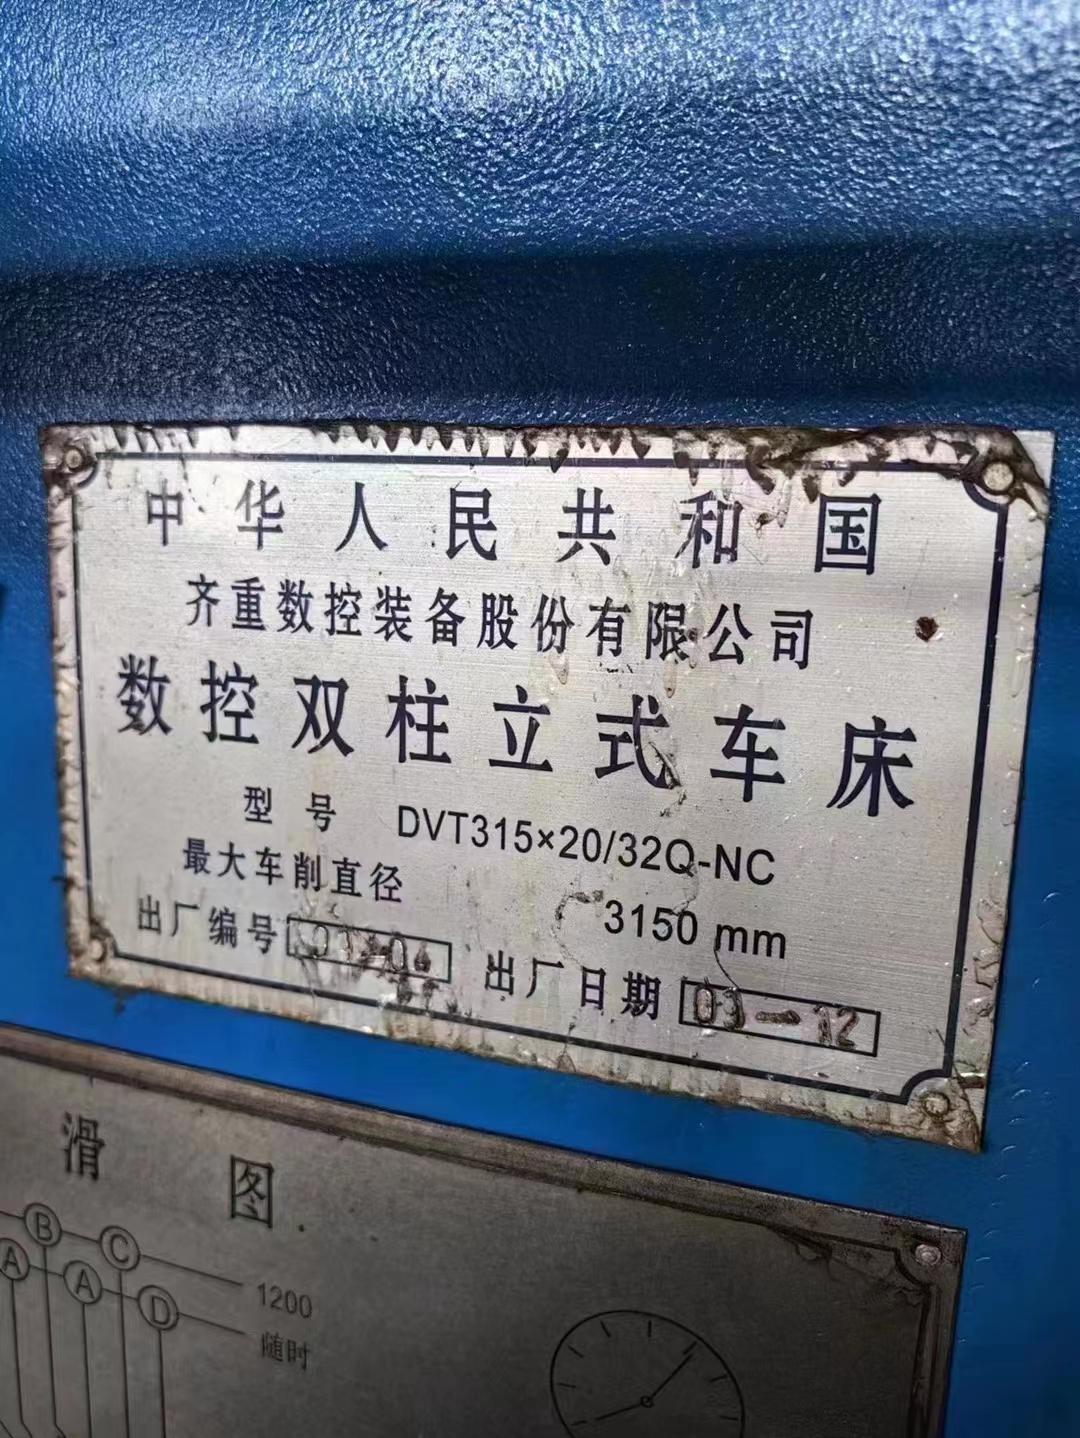 中华人民共和国
齐重数控装备股份有限公司
数控双柱立式车床
型号 DVT315×20/32Q-NC
最大车削直径 3150 mm
出厂编号 出厂日期 03-12
滑图
B C
A A D
1200
随时